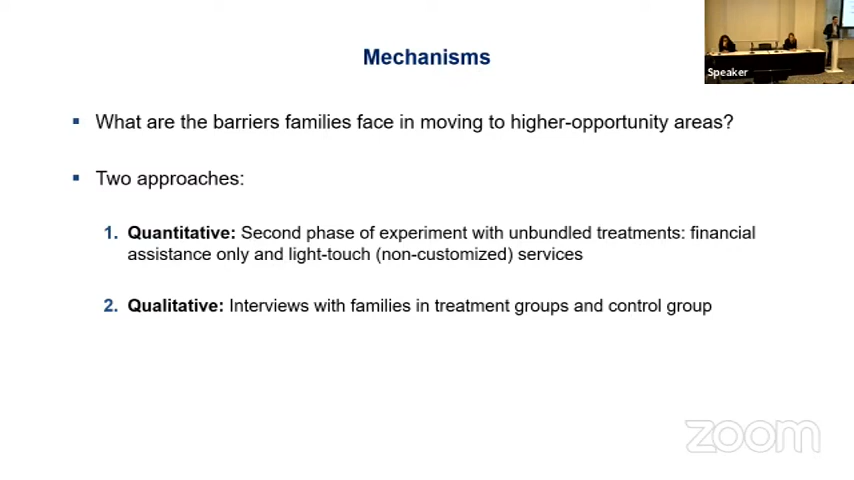 Mechanisms
Speaker
▪ What are the barriers families face in moving to higher-opportunity areas?
▪ Two approaches:
1. Quantitative: Second phase of experiment with unbundled treatments: financial
assistance only and light-touch (non-customized) services
2. Qualitative: Interviews with families in treatment groups and control group
zoom